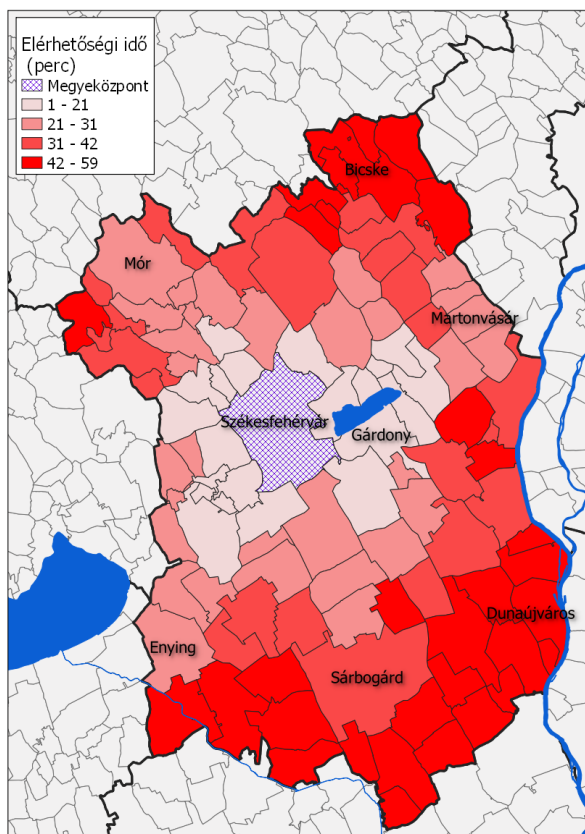 Elérhetőségi idő
(perc)
Megyeközpont
1 - 21
21 - 31
31 - 42
42 - 59
Bicske
Mór
Martonvásár
Székesfehérvár
Gárdony
Dunaújváros
Enying
Sárbogárd